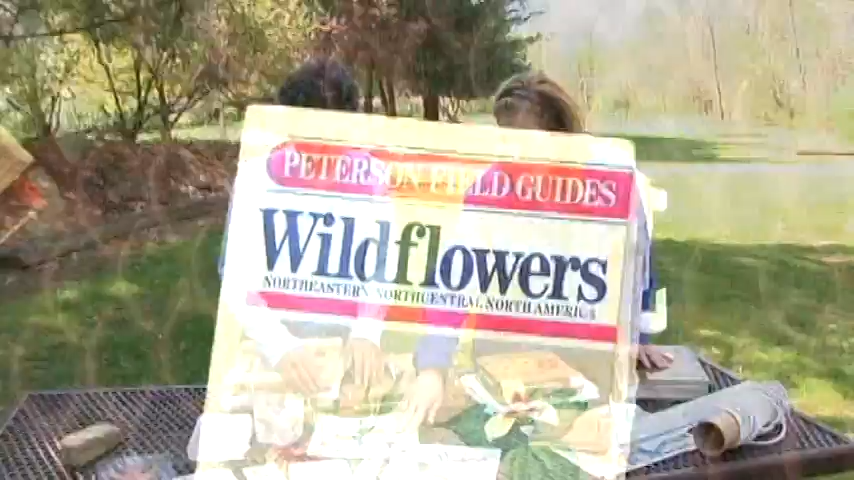 PETERSON FIELD GUIDES
Wildflowers
NORTHEASTERN/NORTHCENTRAL NORTH AMERICA